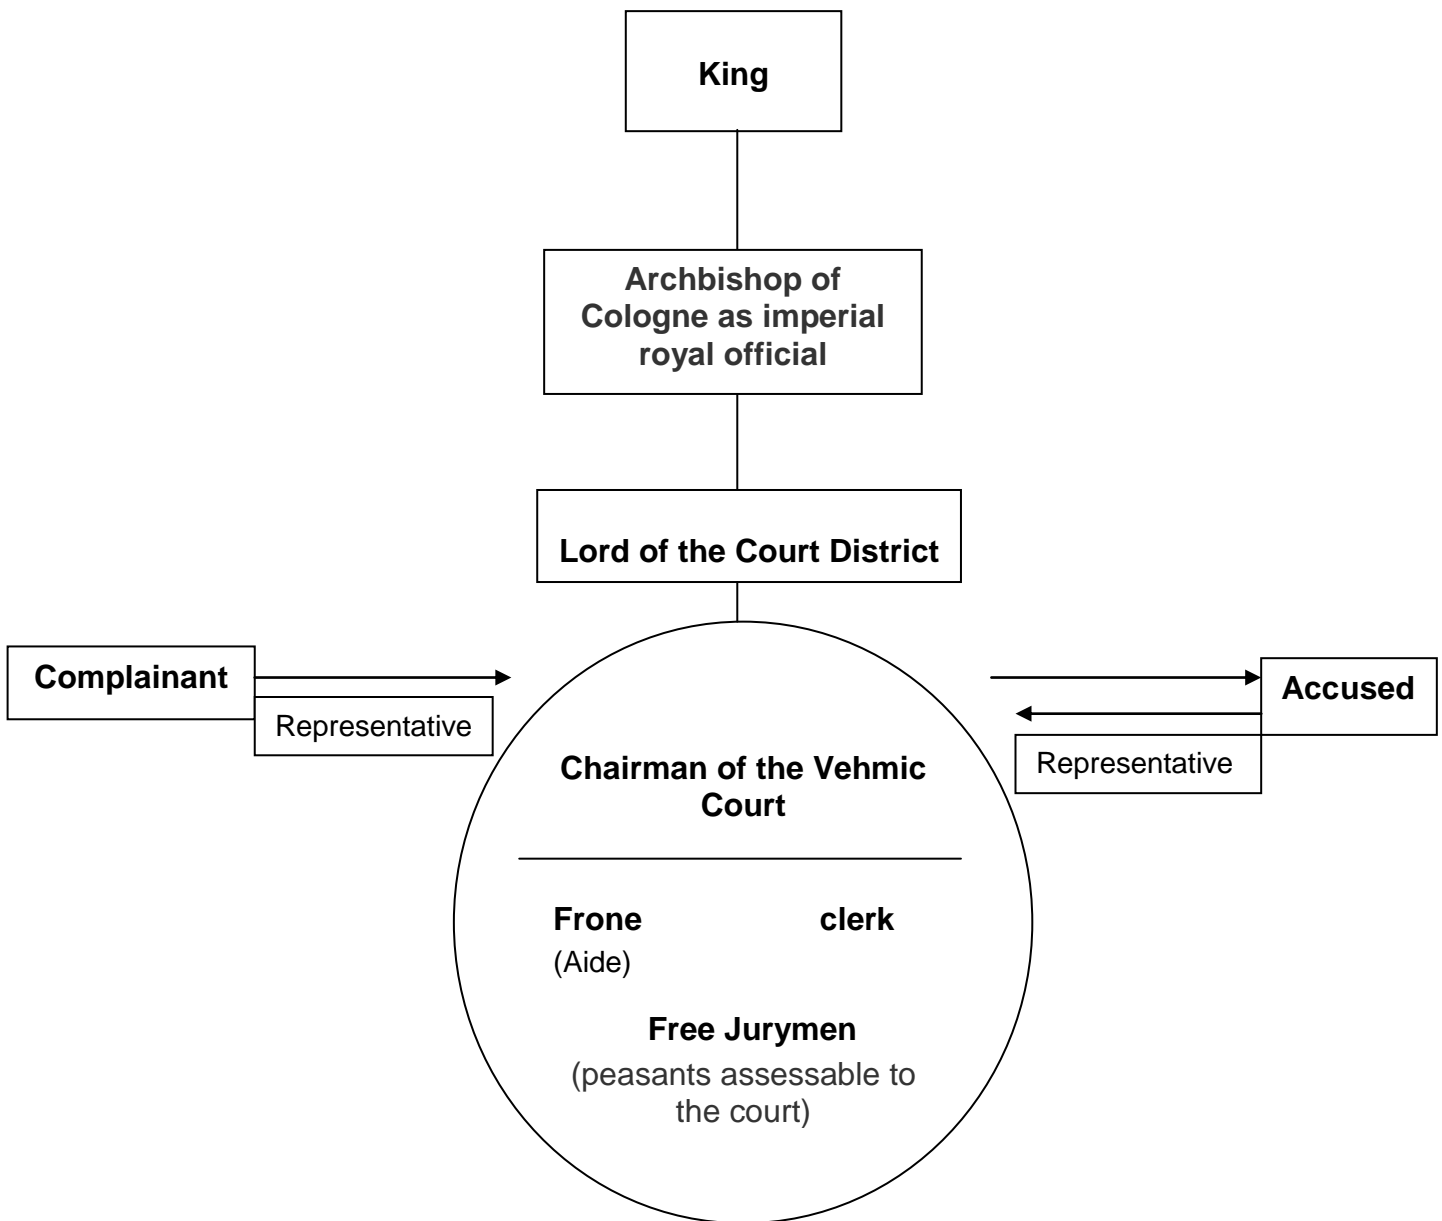 King
Archbishop of
Cologne as imperial
royal official
Lord of the Court District
Complainant
Representative
Accused
Representative
Chairman of the Vehmic
Court
Frone
(Aide)
clerk
Free Jurymen
(peasants assessable to
the court)